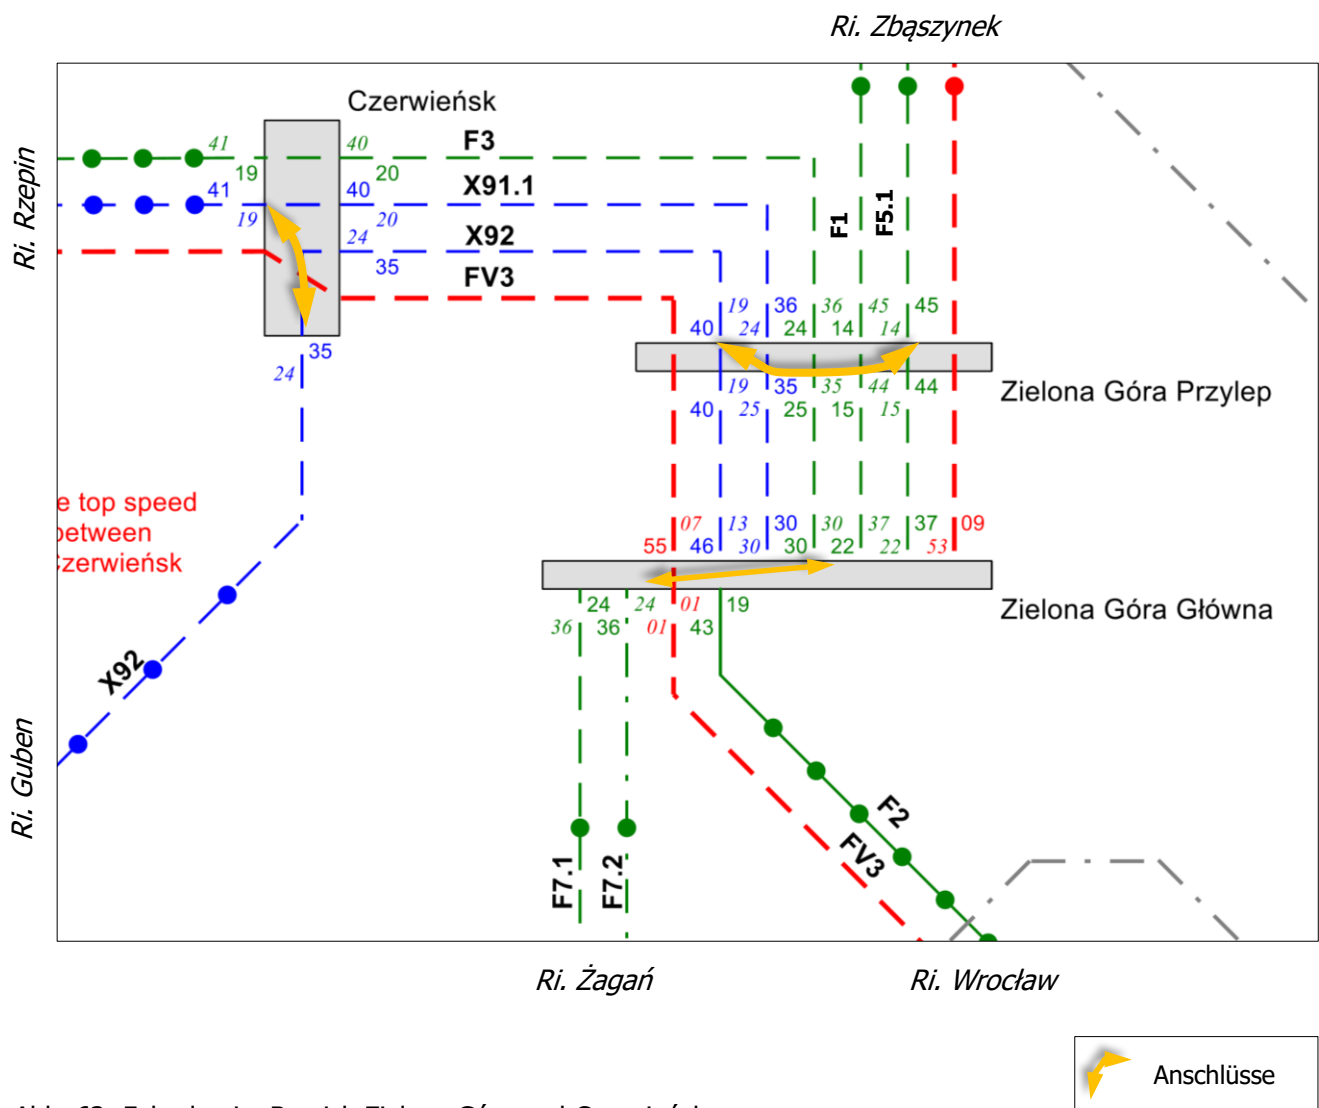 Ri. Zbąszynek
Czerwieńsk
Ri. Rzepin
41 40 F3
19 20
41 40 X91.1
19 20
24 X92
35
FV3
F1 F5.1
19 36 36 45 45
40 24 24 14 14
35
24
19 35 35 44 44
40 25 25 15 15
Zielona Góra Przylep
e top speed
between
Czerwieńsk
07 13 30 30 37 37 09
55 46 30 30 22 22 53
24 24 01 19
36 36 01 43
Zielona Góra Główna
X92
Ri. Guben
F7.1 F7.2
F2
FV3
Ri. Żagań Ri. Wrocław
Anschlüsse